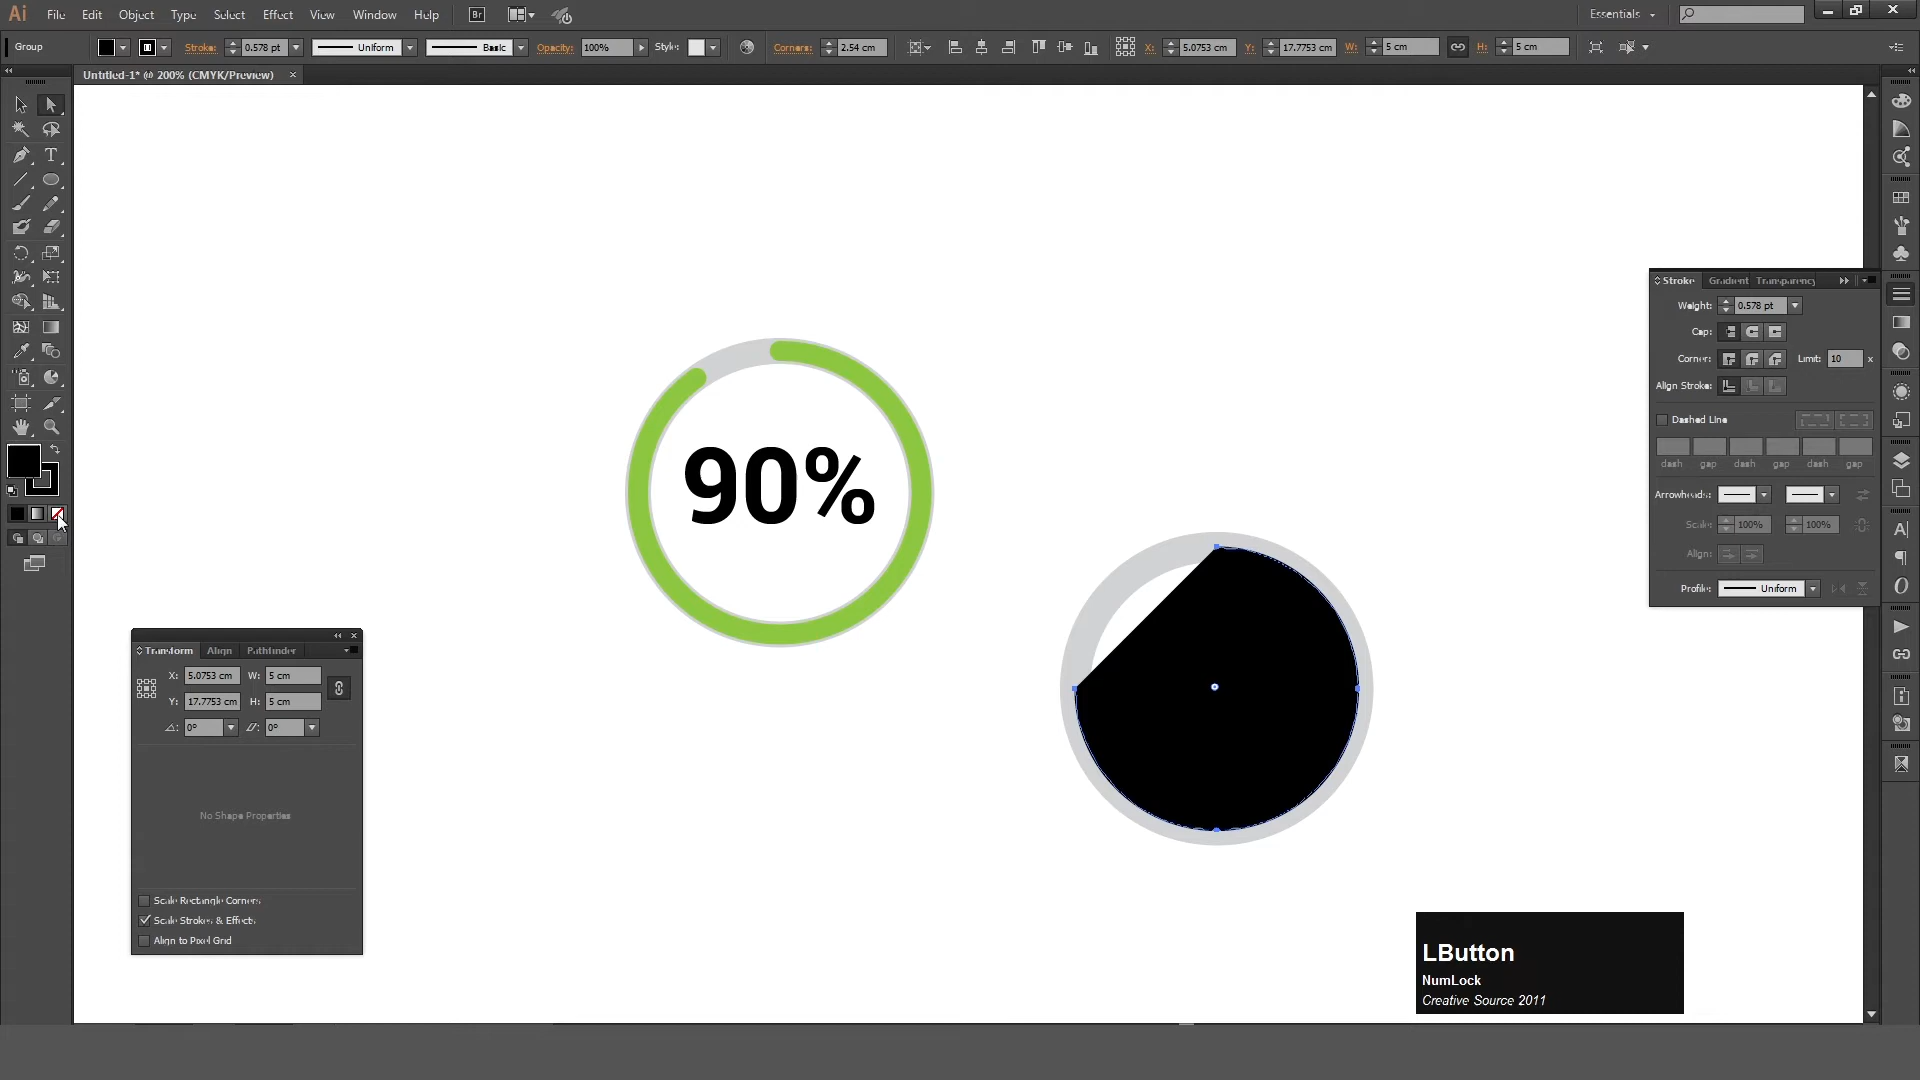 Ai File Edit Object Type Select Effect View Window Help Br Essentials
Group Stroke: 0.578 pt Uniform Basic Opacity: 100% Style: Corners: 2.54 cm X: 5.0753 cm Y: 17.7753 cm W: 5 cm H: 5 cm
Untitled-1* @ 200% (CMYK/Preview) ×
90%
Stroke Gradient Transparency
Weight: 0.578 pt
Cap:
Corner: Limit: 10 x
Align Stroke:
Dashed Line
dash gap dash gap dash gap
Arrowheads:
Scale: 100% 100%
Align:
Profile: Uniform
Transform Align Pathfinder
X: 5.0753 cm W: 5 cm
Y: 17.7753 cm H: 5 cm
0° 0°
No Shape Properties
Scale Rectangle Corners
Scale Strokes & Effects
Align to Pixel Grid
LButton
NumLock
Creative Source 2011